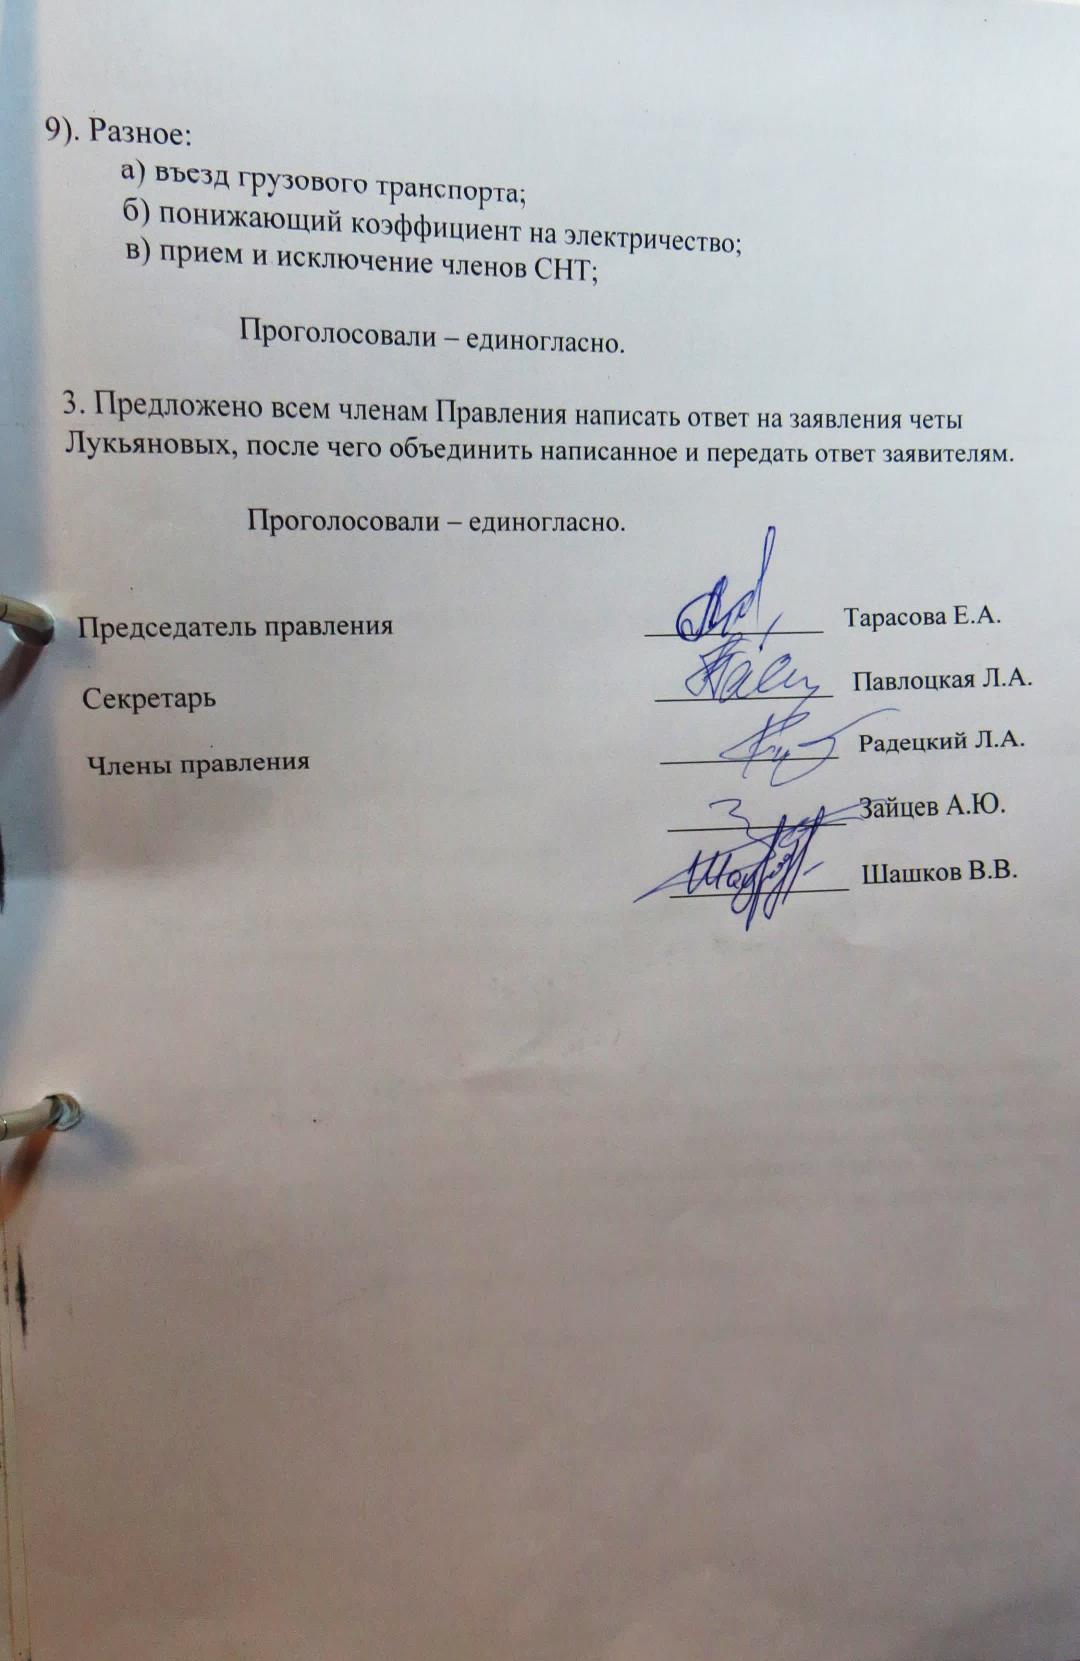 9). Разное:
а) въезд грузового транспорта;
б) понижающий коэффициент на электричество;
в) прием и исключение членов СНТ;
Проголосовали – единогласно.
3. Предложено всем членам Правления написать ответ на заявления четы
Лукьяновых, после чего объединить написанное и передать ответ заявителям.
Проголосовали – единогласно.
Председатель правления Тарасова Е.А.
Секретарь Павлоцкая Л.А.
Члены правления Радецкий Л.А.
Зайцев А.Ю.
Шашков В.В.